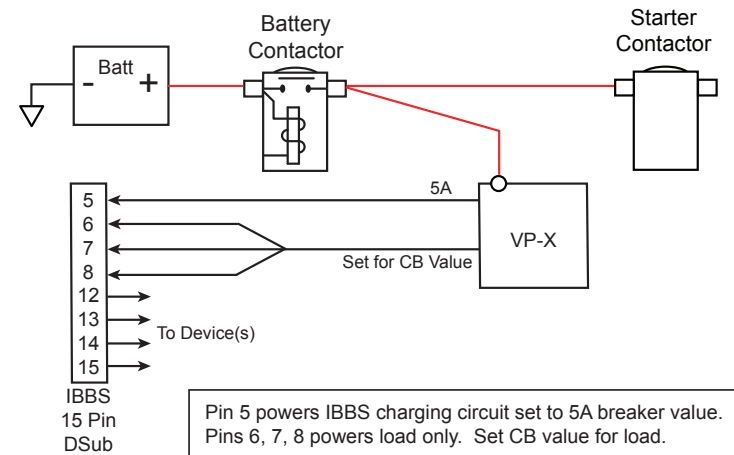 Battery
Contactor
Starter
Contactor
Batt
- +
5A
5
6
7
8
12
13
14
15
VP-X
Set for CB Value
To Device(s)
IBBS
15 Pin
DSub
Pin 5 powers IBBS charging circuit set to 5A breaker value.
Pins 6, 7, 8 powers load only. Set CB value for load.